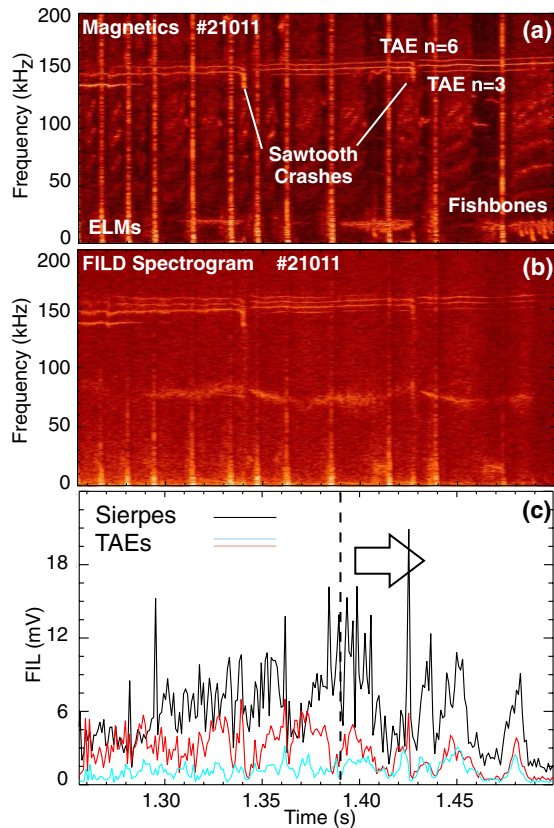 Magnetics #21011 (a)
TAE n=6
TAE n=3
Sawtooth
Crashes
ELMs
Fishbones
Frequency (kHz)
200
150
100
50
0
FILD Spectrogram #21011 (b)
Frequency (kHz)
200
150
100
50
0
(c)
Sierpes
TAEs
FIL (mV)
18
12
6
0
1.30 1.35 1.40 1.45
Time (s)